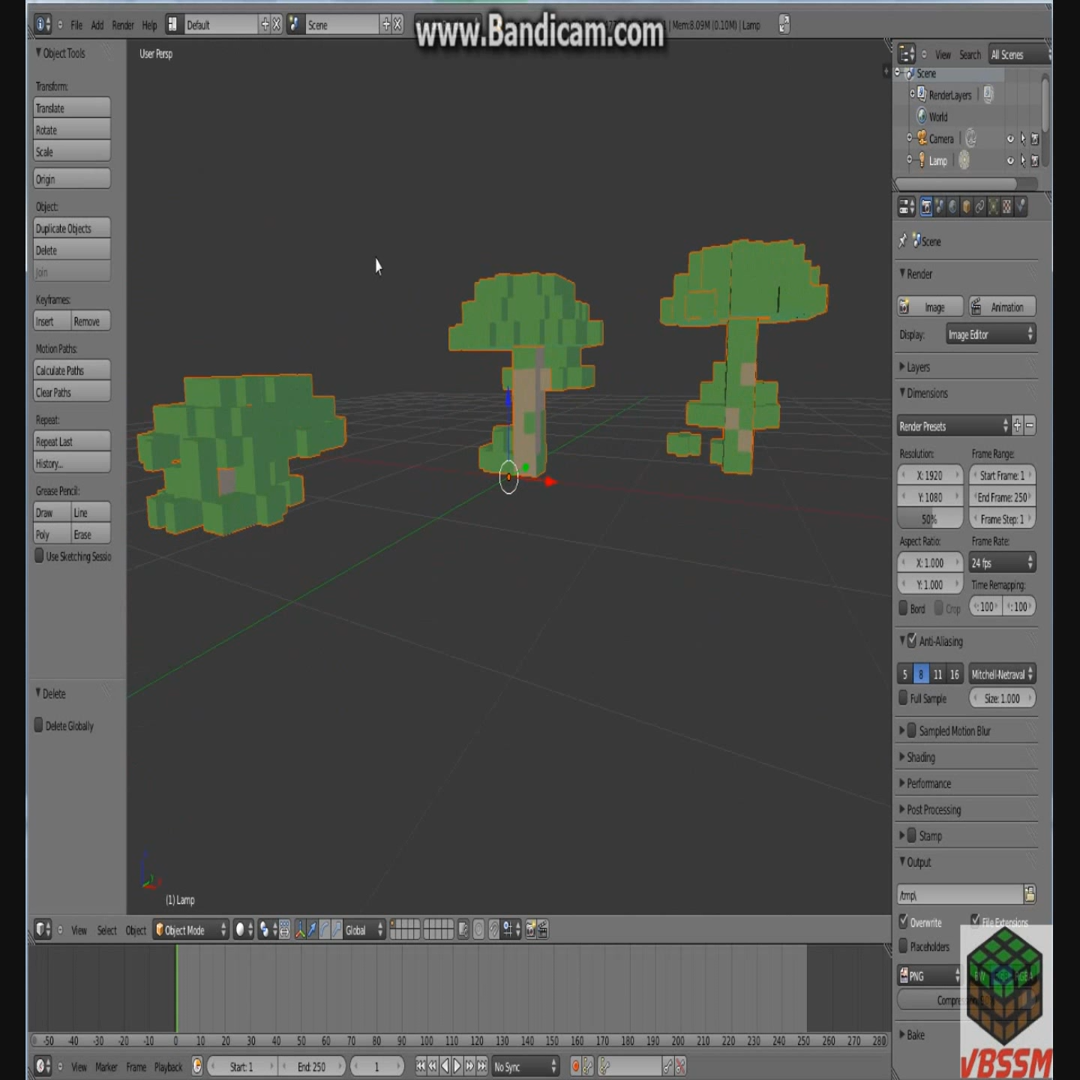 File Add Render Help Default Scene www.Bandicam.com Mem:8.09M (0.10M) | Lamp
Object Tools
User Persp
View Search All Scenes
Scene
RenderLayers
World
Camera
Lamp
Transform:
Translate
Rotate
Scale
Origin
Object:
Duplicate Objects
Delete
Join
Keyframes:
Insert Remove
Motion Paths:
Calculate Paths
Clear Paths
Repeat:
Repeat Last
History...
Grease Pencil:
Draw Line
Poly Erase
Use Sketching Sessio
Delete
Delete Globally
Scene
Render
Image Animation
Display: Image Editor
Layers
Dimensions
Render Presets
Resolution: Frame Range:
X: 1920 Start Frame: 1
Y: 1080 End Frame: 250
50% Frame Step: 1
Aspect Ratio: Frame Rate:
X: 1.000 24 fps
Y: 1.000 Time Remapping:
Bord Crop :100 :100
Anti-Aliasing
5 8 11 16 Mitchell-Netraval
Full Sample Size: 1.000
Sampled Motion Blur
Shading
Performance
Post Processing
Stamp
Output
/tmp\
Overwrite File Extensions
Placeholders
PNG
Bake
VBSSM
(1) Lamp
View Select Object Object Mode Global
-50 -40 -30 -20 -10 0 10 20 30 40 50 60 70 80 90 100 110 120 130 140 150 160 170 180 190 200 210 220 230 240 250 260 270 280
View Marker Frame Playback Start: 1 End: 250 1 No Sync